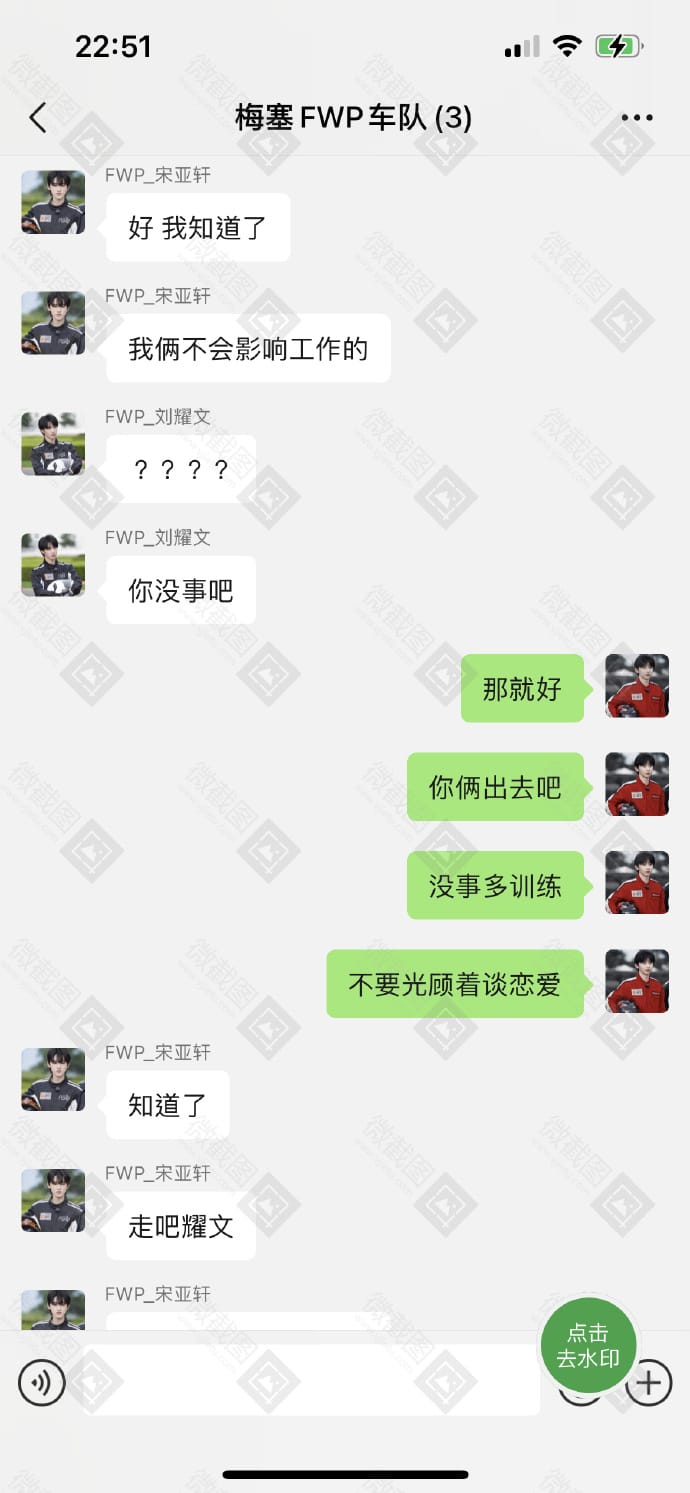 22:51
梅塞FWP车队(3)
FWP_宋亚轩
好 我知道了
FWP_宋亚轩
我俩不会影响工作的
FWP_刘耀文
？？？？
FWP_刘耀文
你没事吧
那就好
你俩出去吧
没事多训练
不要光顾着谈恋爱
FWP_宋亚轩
知道了
FWP_宋亚轩
走吧耀文
FWP_宋亚轩
点击
去水印
微截图